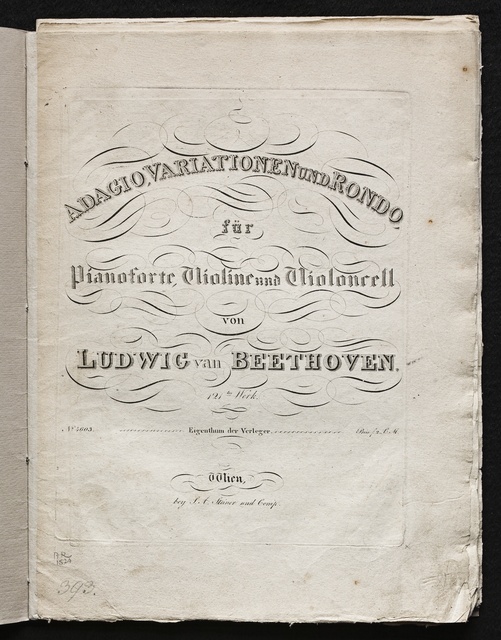 ADAGIO, VARIATIONEN UND RONDO,
für
Pianoforte, Violine und Violoncell
von
LUDWIG van BEETHOVEN.
121tes Werk.
Eigenthum der Verleger.
Wien,
bey S. A. Steiner und Comp.
393.